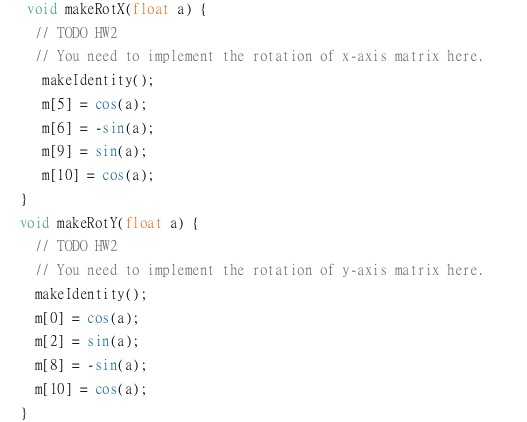 void makeRotX(float a) {
// TODO HW2
// You need to implement the rotation of x-axis matrix here.
makeIdentity();
m[5] = cos(a);
m[6] = -sin(a);
m[9] = sin(a);
m[10] = cos(a);
}
void makeRotY(float a) {
// TODO HW2
// You need to implement the rotation of y-axis matrix here.
makeIdentity();
m[0] = cos(a);
m[2] = sin(a);
m[8] = -sin(a);
m[10] = cos(a);
}